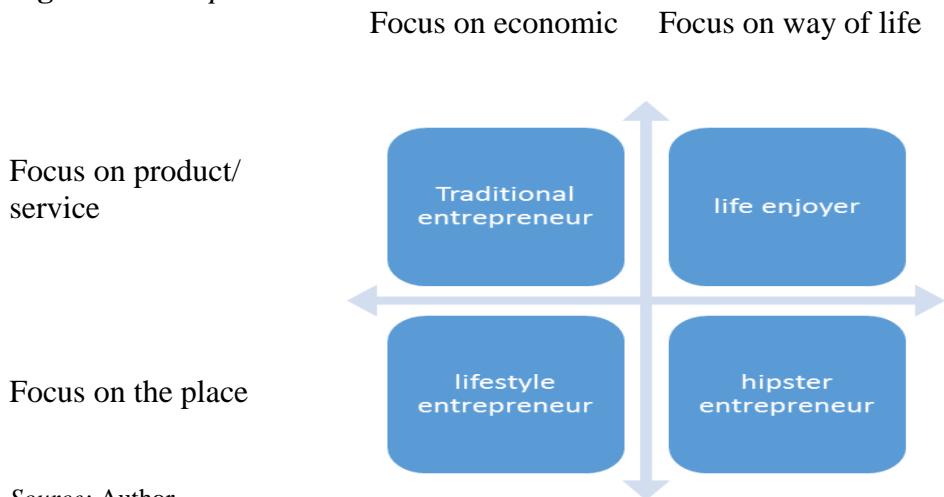 Focus on economic Focus on way of life
Focus on product/
service
Traditional
entrepreneur
life enjoyer
Focus on the place
lifestyle
entrepreneur
hipster
entrepreneur